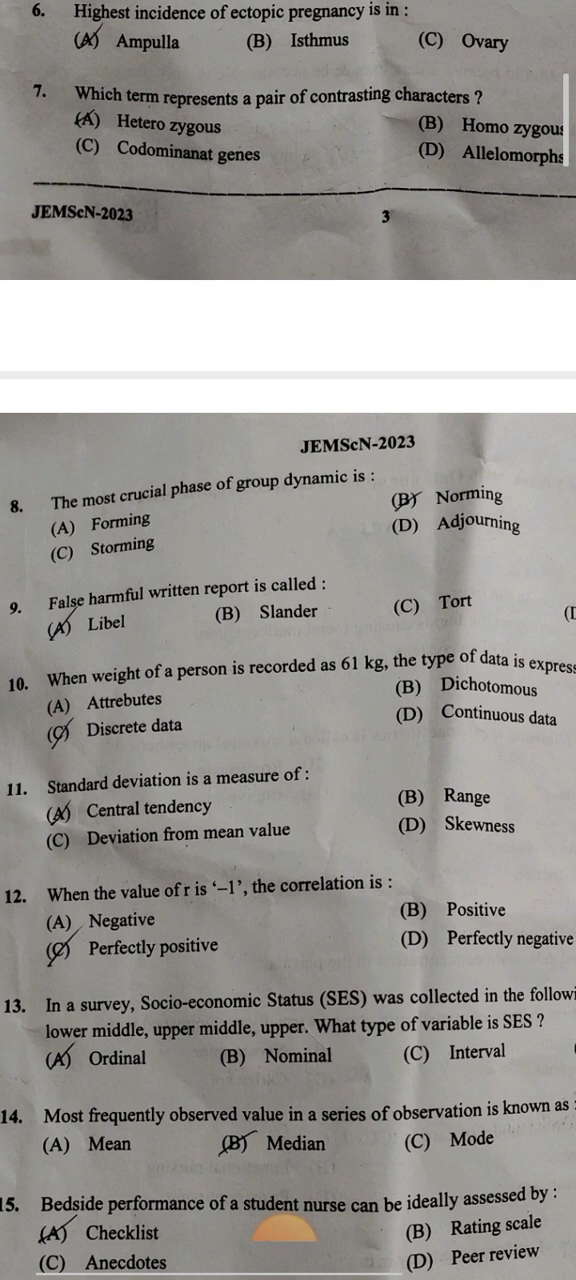 6. Highest incidence of ectopic pregnancy is in :
(A) Ampulla (B) Isthmus (C) Ovary
7. Which term represents a pair of contrasting characters ?
(A) Hetero zygous (B) Homo zygous
(C) Codominanat genes (D) Allelomorphs
JEMScN-2023 3
JEMScN-2023
8. The most crucial phase of group dynamic is :
(A) Forming (B) Norming
(C) Storming (D) Adjourning
9. False harmful written report is called :
(A) Libel (B) Slander (C) Tort
10. When weight of a person is recorded as 61 kg, the type of data is express
(A) Attrebutes (B) Dichotomous
(C) Discrete data (D) Continuous data
11. Standard deviation is a measure of :
(A) Central tendency (B) Range
(C) Deviation from mean value (D) Skewness
12. When the value of r is ‘–1’, the correlation is :
(A) Negative (B) Positive
(C) Perfectly positive (D) Perfectly negative
13. In a survey, Socio-economic Status (SES) was collected in the followi
lower middle, upper middle, upper. What type of variable is SES ?
(A) Ordinal (B) Nominal (C) Interval
14. Most frequently observed value in a series of observation is known as :
(A) Mean (B) Median (C) Mode
15. Bedside performance of a student nurse can be ideally assessed by :
(A) Checklist (B) Rating scale
(C) Anecdotes (D) Peer review